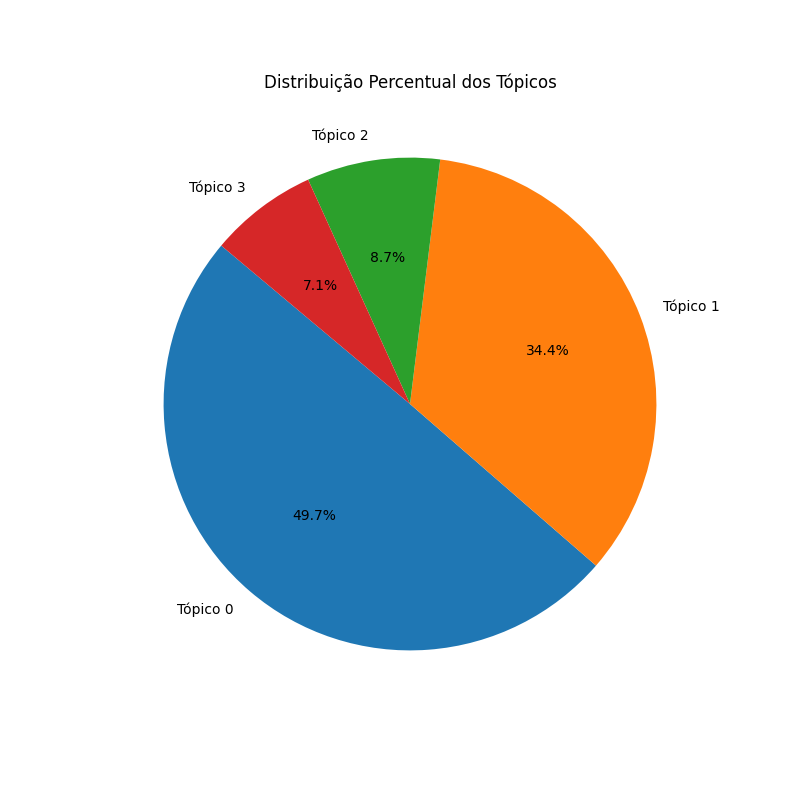 Distribuição Percentual dos Tópicos
Tópico 2
Tópico 3
8.7%
7.1%
Tópico 1
34.4%
49.7%
Tópico 0